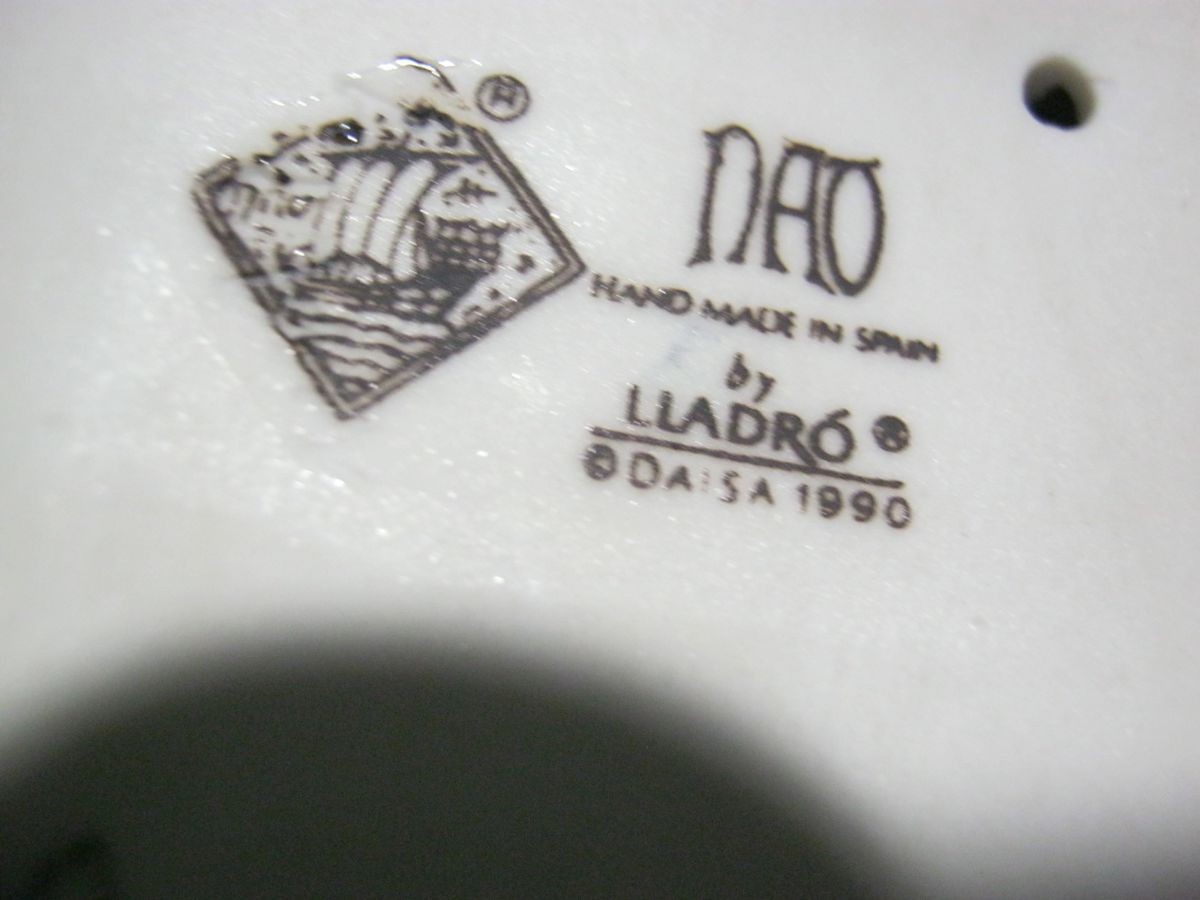 NAO
HAND MADE IN SPAIN
by
LLADRÓ ®
© DAISA 1990